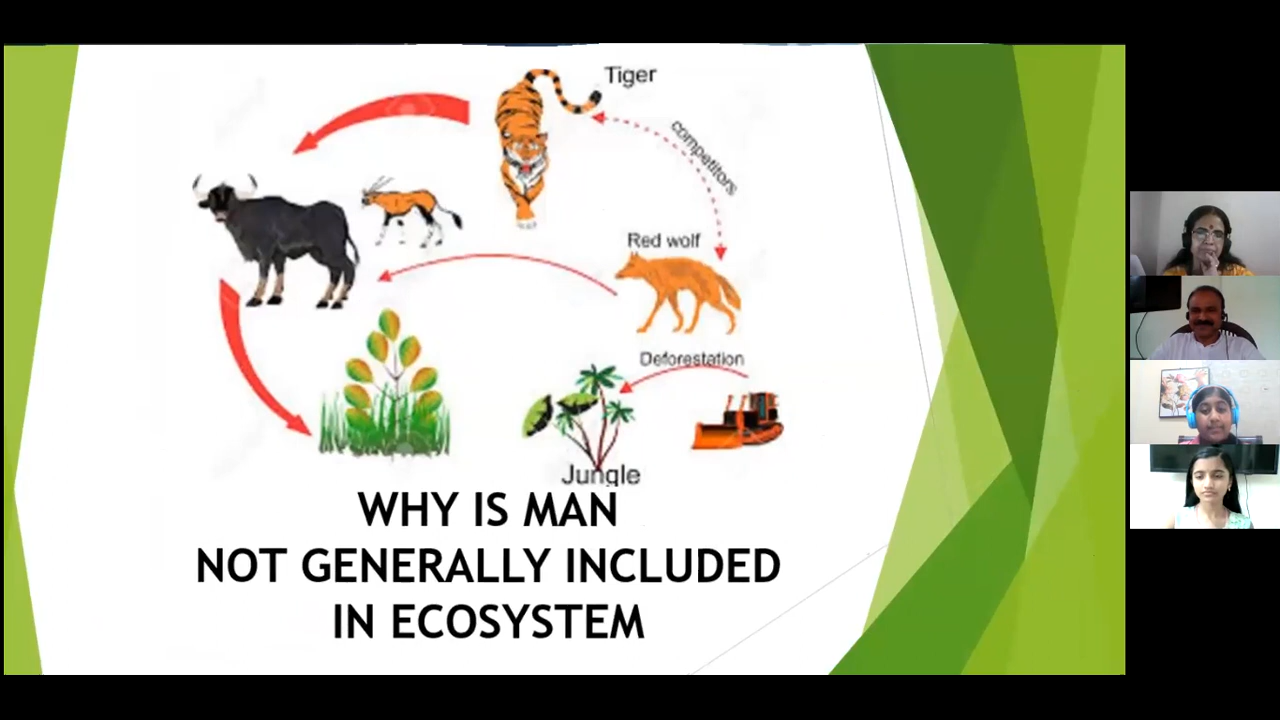 Tiger
competitors
Red wolf
Deforestation
Jungle
WHY IS MAN
NOT GENERALLY INCLUDED
IN ECOSYSTEM